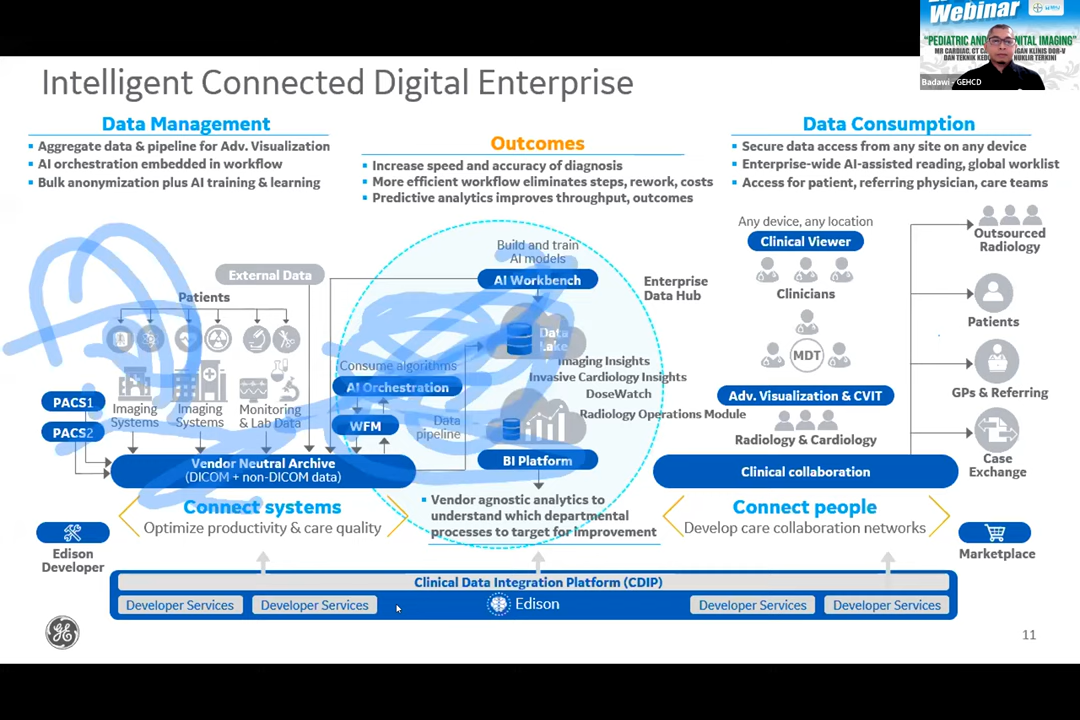 Webinar
"PEDIATRIC AND
NITAL IMAGING"
MR CARDIAC, CT CA
GAN KLINIS DOR-V
DAN TEKNIK KEDO
NUKLIR TERKINI
Badawi - GEHCD
Intelligent Connected Digital Enterprise
Data Management
▪ Aggregate data & pipeline for Adv. Visualization
▪ AI orchestration embedded in workflow
▪ Bulk anonymization plus AI training & learning
Outcomes
▪ Increase speed and accuracy of diagnosis
▪ More efficient workflow eliminates steps, rework, costs
▪ Predictive analytics improves throughput, outcomes
Data Consumption
▪ Secure data access from any site on any device
▪ Enterprise-wide AI-assisted reading, global worklist
▪ Access for patient, referring physician, care teams
External Data
Patients
PACS1
PACS2
Imaging
Systems
Imaging
Systems
Monitoring
& Lab Data
Vendor Neutral Archive
(DICOM + non-DICOM data)
Connect systems
Optimize productivity & care quality
Build and train
AI models
AI Workbench
Enterprise
Data Hub
Data
Lake
Consume algorithms
AI Orchestration
WFM
Data
pipeline
Imaging Insights
Invasive Cardiology Insights
DoseWatch
Radiology Operations Module
BI Platform
▪ Vendor agnostic analytics to
understand which departmental
processes to target for improvement
Any device, any location
Clinical Viewer
Clinicians
MDT
Adv. Visualization & CVIT
Radiology & Cardiology
Clinical collaboration
Connect people
Develop care collaboration networks
Outsourced
Radiology
Patients
GPs & Referring
Case
Exchange
Edison
Developer
Marketplace
Clinical Data Integration Platform (CDIP)
Developer Services
Developer Services
Edison
Developer Services
Developer Services
11